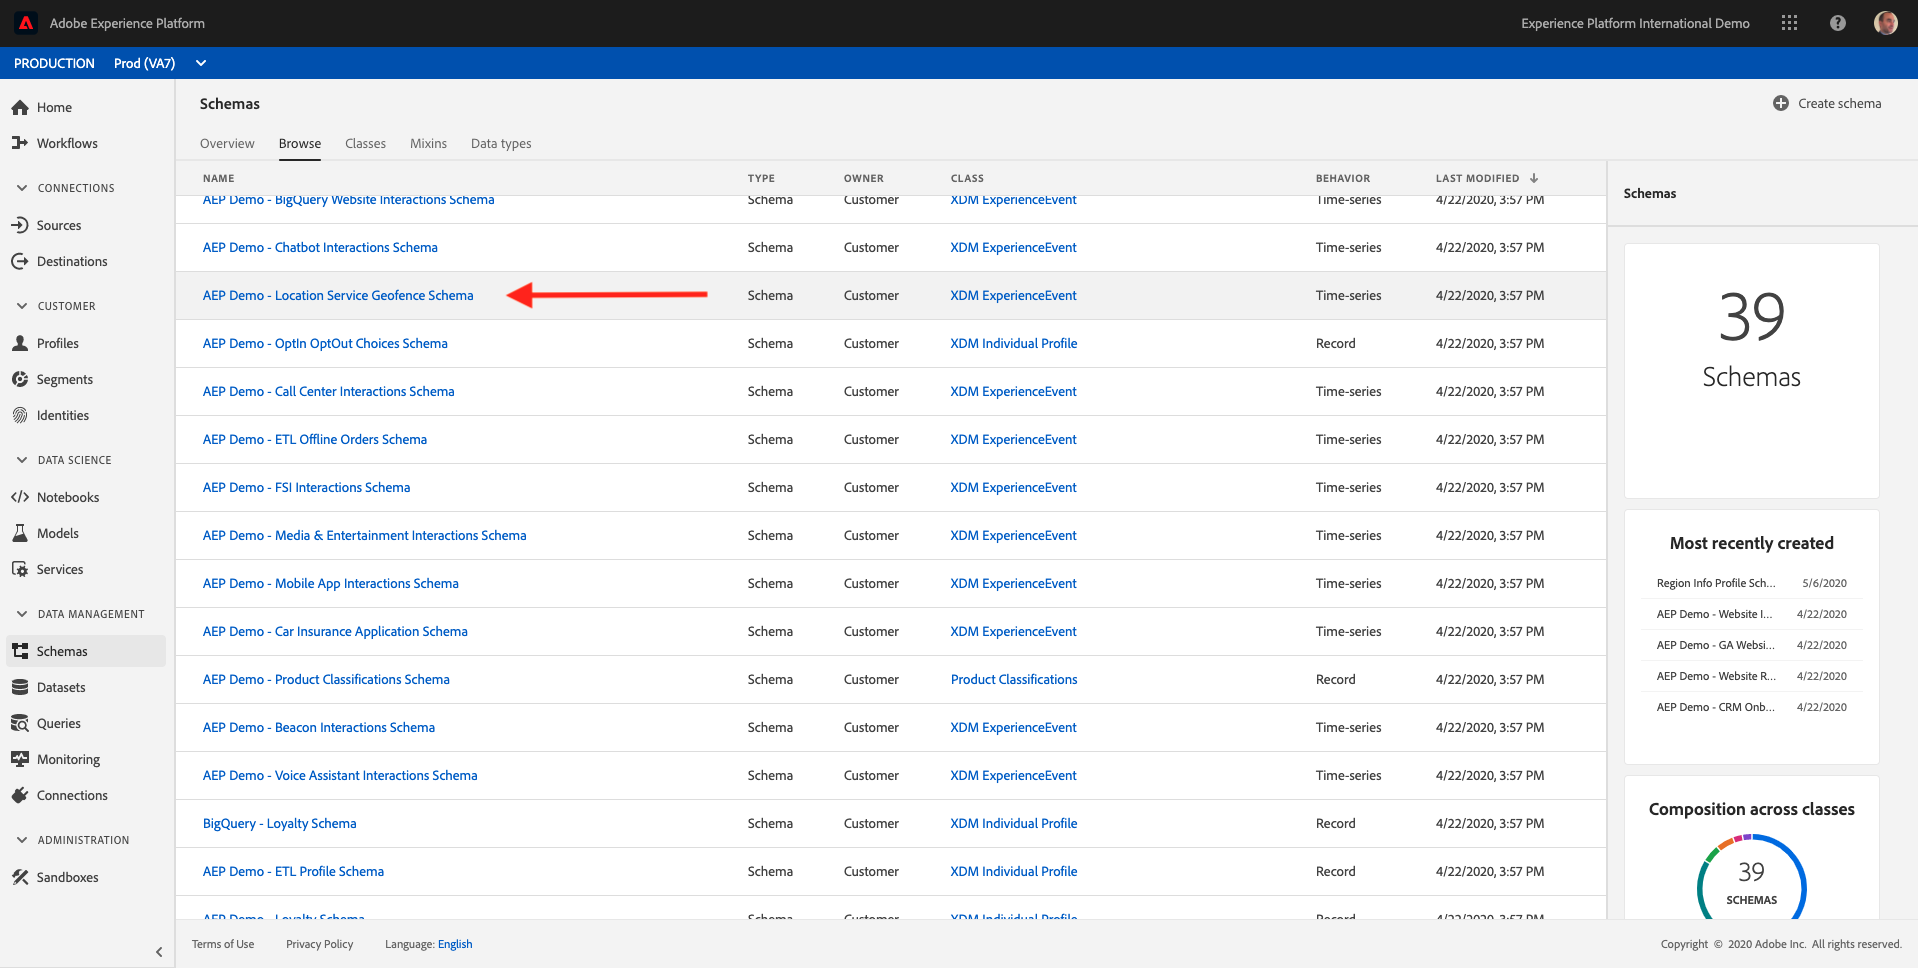 Adobe Experience Platform
Experience Platform International Demo
PRODUCTION Prod (VA7)
Home
Workflows
CONNECTIONS
Sources
Destinations
CUSTOMER
Profiles
Segments
Identities
DATA SCIENCE
Notebooks
Models
Services
DATA MANAGEMENT
Schemas
Datasets
Queries
Monitoring
Connections
ADMINISTRATION
Sandboxes
Schemas
Create schema
Overview Browse Classes Mixins Data types
NAME TYPE OWNER CLASS BEHAVIOR LAST MODIFIED
AEP Demo - BigQuery Website Interactions Schema Schema Customer XDM ExperienceEvent Time-series 4/22/2020, 3:57 PM
AEP Demo - Chatbot Interactions Schema Schema Customer XDM ExperienceEvent Time-series 4/22/2020, 3:57 PM
AEP Demo - Location Service Geofence Schema Schema Customer XDM ExperienceEvent Time-series 4/22/2020, 3:57 PM
AEP Demo - OptIn OptOut Choices Schema Schema Customer XDM Individual Profile Record 4/22/2020, 3:57 PM
AEP Demo - Call Center Interactions Schema Schema Customer XDM ExperienceEvent Time-series 4/22/2020, 3:57 PM
AEP Demo - ETL Offline Orders Schema Schema Customer XDM ExperienceEvent Time-series 4/22/2020, 3:57 PM
AEP Demo - FSI Interactions Schema Schema Customer XDM ExperienceEvent Time-series 4/22/2020, 3:57 PM
AEP Demo - Media & Entertainment Interactions Schema Schema Customer XDM ExperienceEvent Time-series 4/22/2020, 3:57 PM
AEP Demo - Mobile App Interactions Schema Schema Customer XDM ExperienceEvent Time-series 4/22/2020, 3:57 PM
AEP Demo - Car Insurance Application Schema Schema Customer XDM ExperienceEvent Time-series 4/22/2020, 3:57 PM
AEP Demo - Product Classifications Schema Schema Customer Product Classifications Record 4/22/2020, 3:57 PM
AEP Demo - Beacon Interactions Schema Schema Customer XDM ExperienceEvent Time-series 4/22/2020, 3:57 PM
AEP Demo - Voice Assistant Interactions Schema Schema Customer XDM ExperienceEvent Time-series 4/22/2020, 3:57 PM
BigQuery - Loyalty Schema Schema Customer XDM Individual Profile Record 4/22/2020, 3:57 PM
AEP Demo - ETL Profile Schema Schema Customer XDM Individual Profile Record 4/22/2020, 3:57 PM
AEP Demo - Loyalty Schema Schema Customer XDM Individual Profile Record 4/22/2020, 3:57 PM
Schemas
39
Schemas
Most recently created
Region Info Profile Sch... 5/6/2020
AEP Demo - Website I... 4/22/2020
AEP Demo - GA Websi... 4/22/2020
AEP Demo - Website R... 4/22/2020
AEP Demo - CRM Onb... 4/22/2020
Composition across classes
39
SCHEMAS
Terms of Use Privacy Policy Language: English
Copyright © 2020 Adobe Inc. All rights reserved.